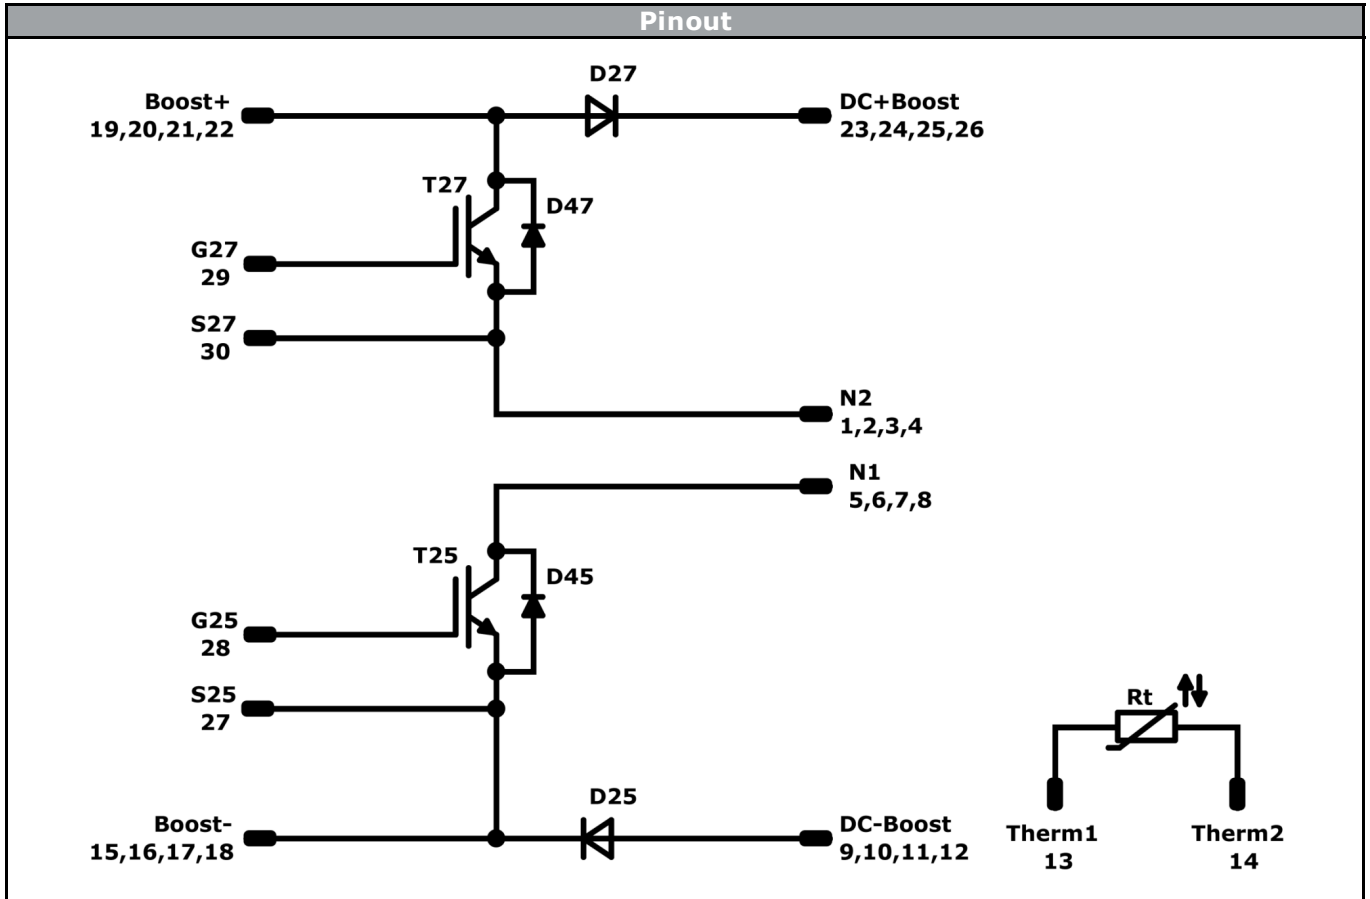 Pinout
D27
Boost+
19,20,21,22
DC+Boost
23,24,25,26
T27
D47
G27
29
S27
30
N2
1,2,3,4
N1
5,6,7,8
T25
D45
G25
28
S25
27
Rt
D25
Boost-
15,16,17,18
DC-Boost
9,10,11,12
Therm1
13
Therm2
14